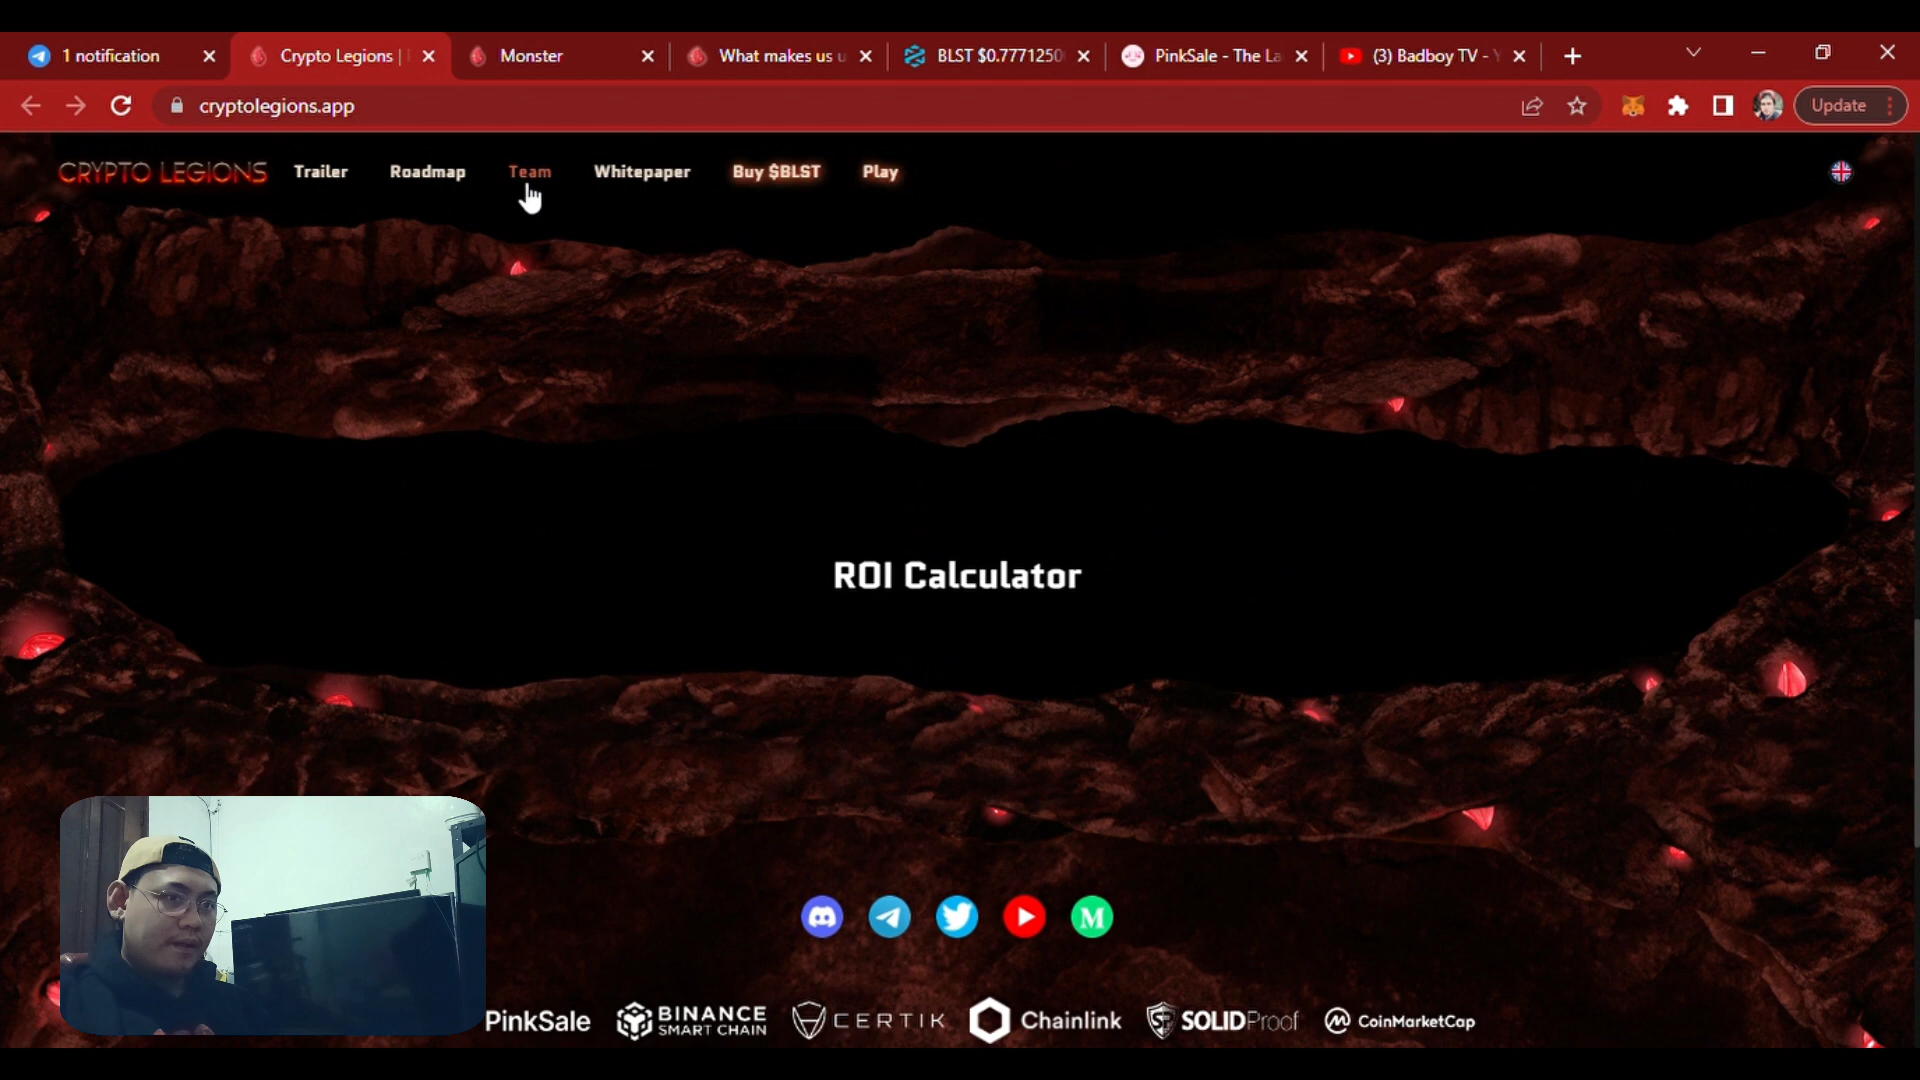 1 notification
Crypto Legions |
Monster
What makes us u
BLST $0.7771250
PinkSale - The La
(3) Badboy TV - Y
cryptolegions.app
Update
CRYPTO LEGIONS
Trailer
Roadmap
Team
Whitepaper
Buy $BLST
Play
ROI Calculator
PinkSale
BINANCE
SMART CHAIN
CERTIK
Chainlink
SOLIDProof
CoinMarketCap